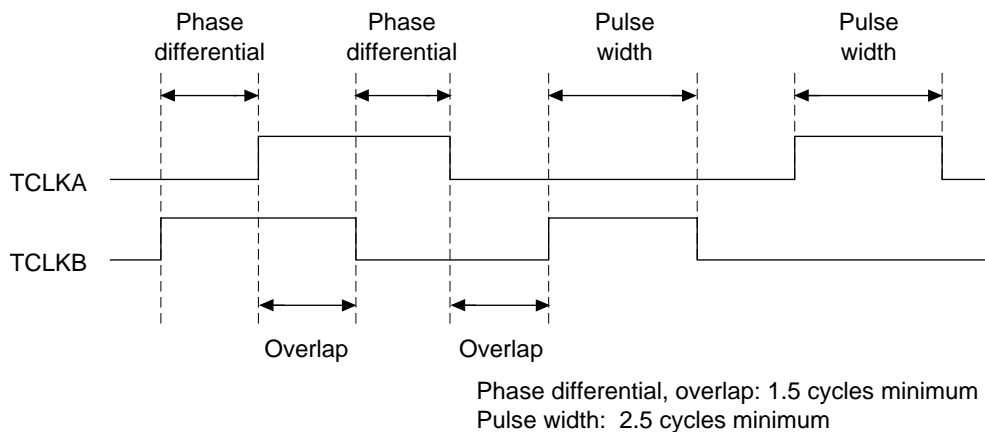 Phase
differential
Phase
differential
Pulse
width
Pulse
width
TCLKA
TCLKB
Overlap
Overlap
Phase differential, overlap: 1.5 cycles minimum
Pulse width: 2.5 cycles minimum